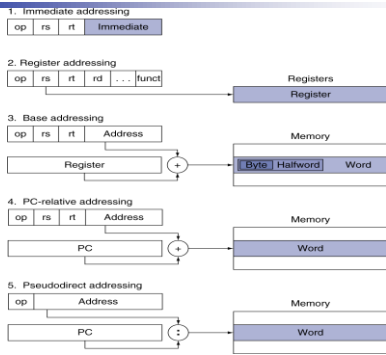 1. Immediate addressing
op rs rt Immediate
2. Register addressing
op rs rt rd . . . funct Registers
Register
3. Base addressing
op rs rt Address Memory
Register + Byte Halfword Word
4. PC-relative addressing
op rs rt Address Memory
PC + Word
5. Pseudodirect addressing
op Address Memory
PC : Word